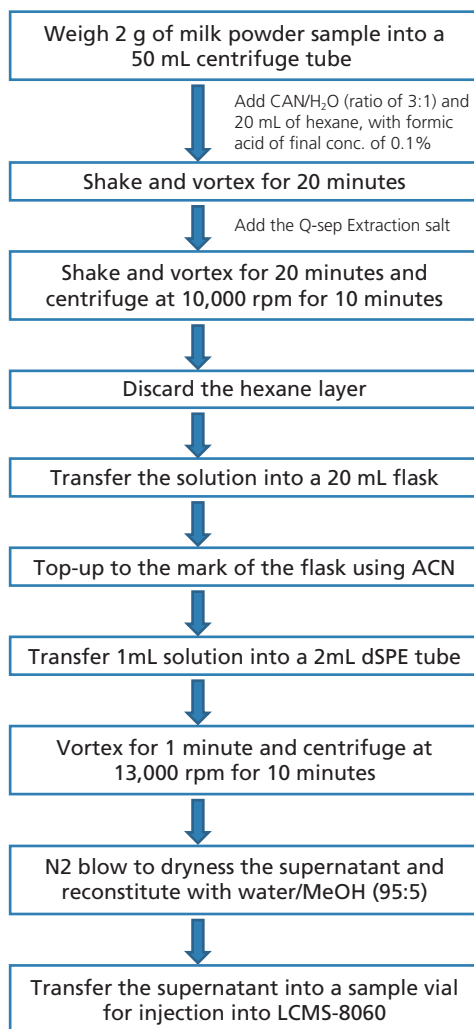 Weigh 2 g of milk powder sample into a
50 mL centrifuge tube
Add CAN/H₂O (ratio of 3:1) and
20 mL of hexane, with formic
acid of final conc. of 0.1%
Shake and vortex for 20 minutes
Add the Q-sep Extraction salt
Shake and vortex for 20 minutes and
centrifuge at 10,000 rpm for 10 minutes
Discard the hexane layer
Transfer the solution into a 20 mL flask
Top-up to the mark of the flask using ACN
Transfer 1mL solution into a 2mL dSPE tube
Vortex for 1 minute and centrifuge at
13,000 rpm for 10 minutes
N2 blow to dryness the supernatant and
reconstitute with water/MeOH (95:5)
Transfer the supernatant into a sample vial
for injection into LCMS-8060